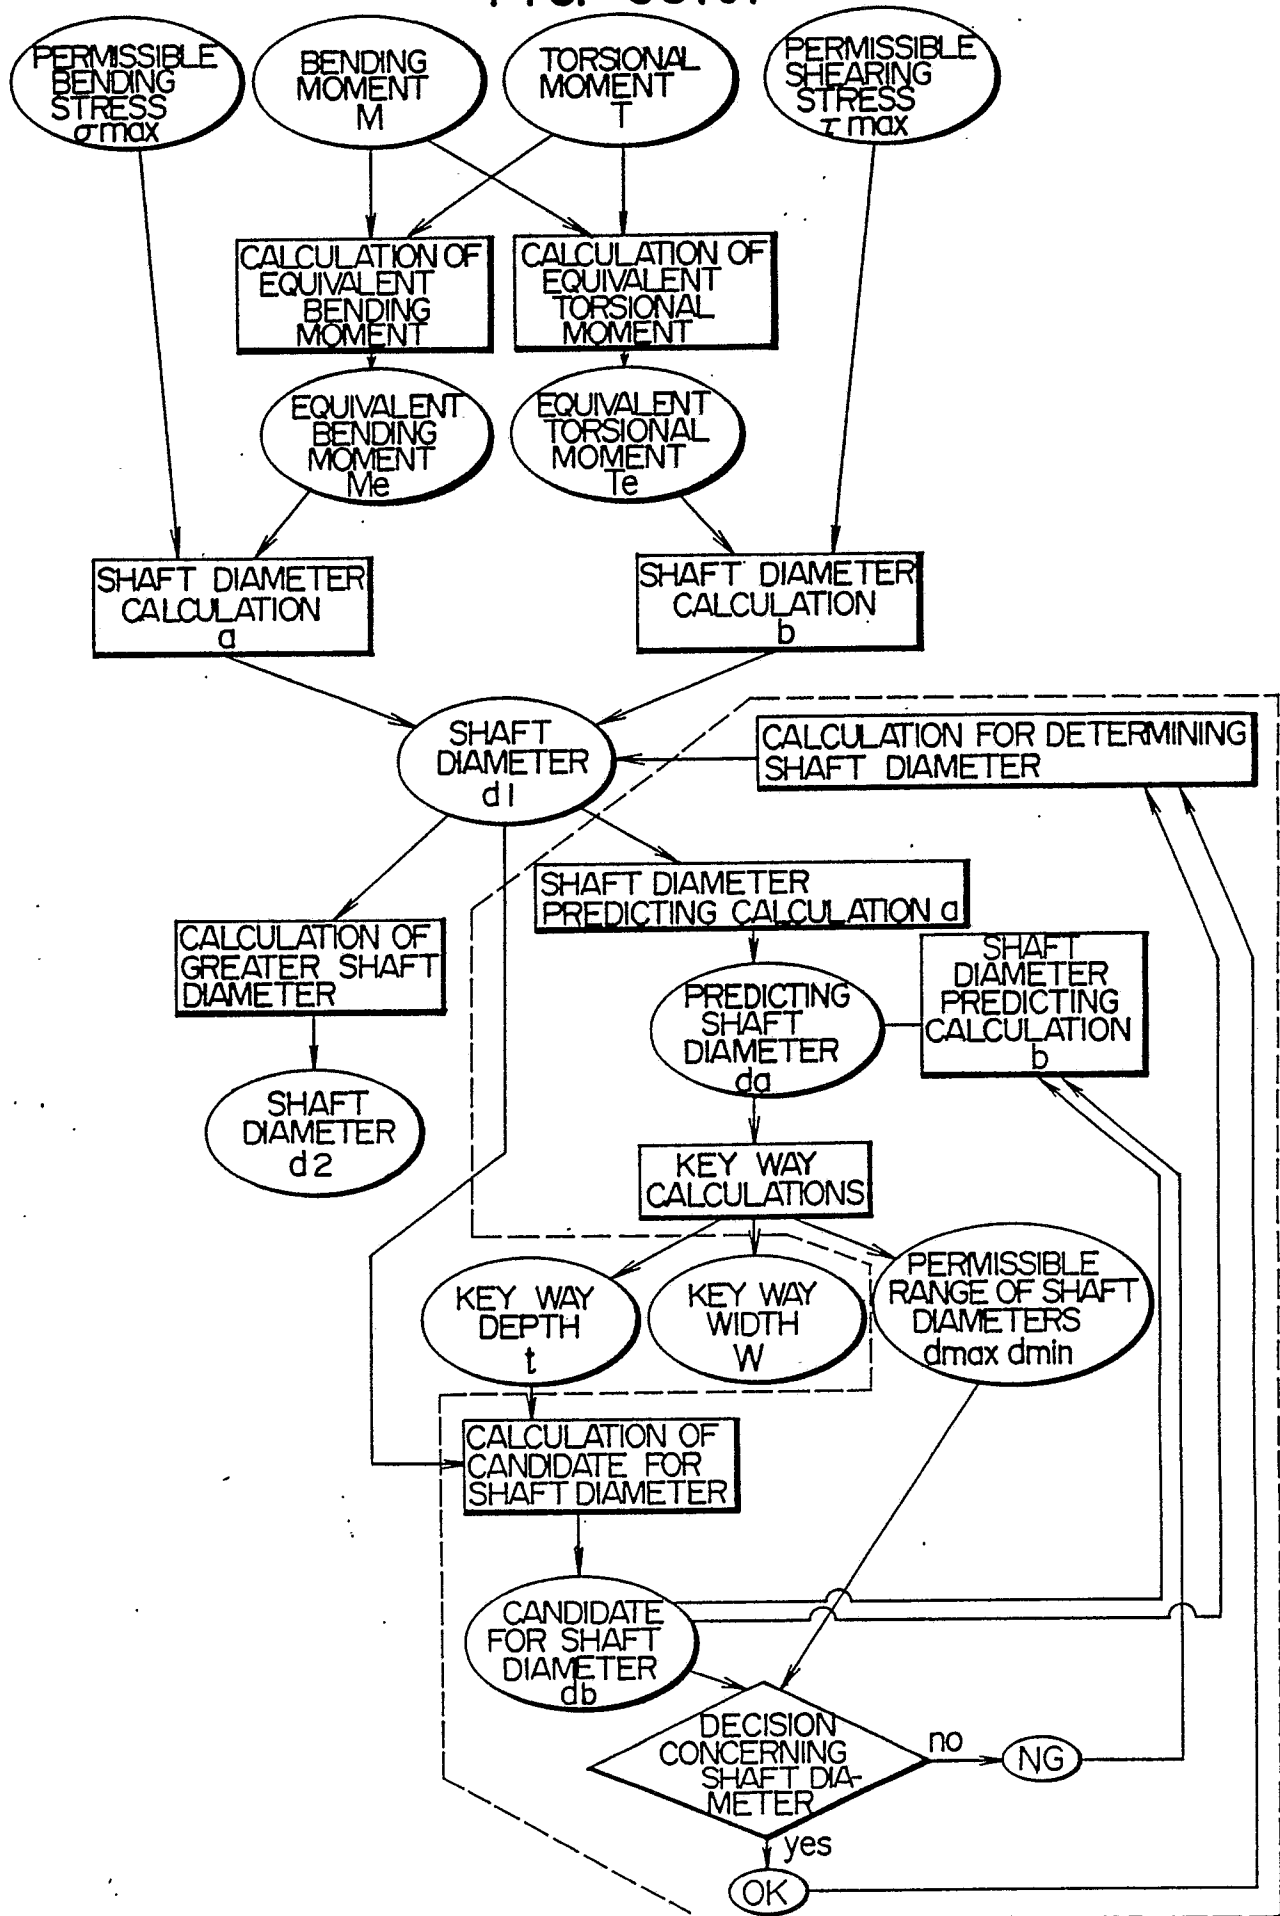 PERMISSIBLE
BENDING
STRESS
σ max
BENDING
MOMENT
M
TORSIONAL
MOMENT
T
PERMISSIBLE
SHEARING
STRESS
τ max
CALCULATION OF
EQUIVALENT
BENDING
MOMENT
CALCULATION OF
EQUIVALENT
TORSIONAL
MOMENT
EQUIVALENT
BENDING
MOMENT
Me
EQUIVALENT
TORSIONAL
MOMENT
Te
SHAFT DIAMETER
CALCULATION
a
SHAFT DIAMETER
CALCULATION
b
SHAFT
DIAMETER
d1
CALCULATION FOR DETERMINING
SHAFT DIAMETER
SHAFT DIAMETER
PREDICTING CALCULATION a
CALCULATION OF
GREATER SHAFT
DIAMETER
PREDICTING
SHAFT
DIAMETER
da
SHAFT
DIAMETER
PREDICTING
CALCULATION
b
SHAFT
DIAMETER
d2
KEY WAY
CALCULATIONS
KEY WAY
DEPTH
t
KEY WAY
WIDTH
W
PERMISSIBLE
RANGE OF SHAFT
DIAMETERS
dmax dmin
CALCULATION OF
CANDIDATE FOR
SHAFT DIAMETER
CANDIDATE
FOR SHAFT
DIAMETER
db
DECISION
CONCERNING
SHAFT DIA-
METER
no
NG
yes
OK